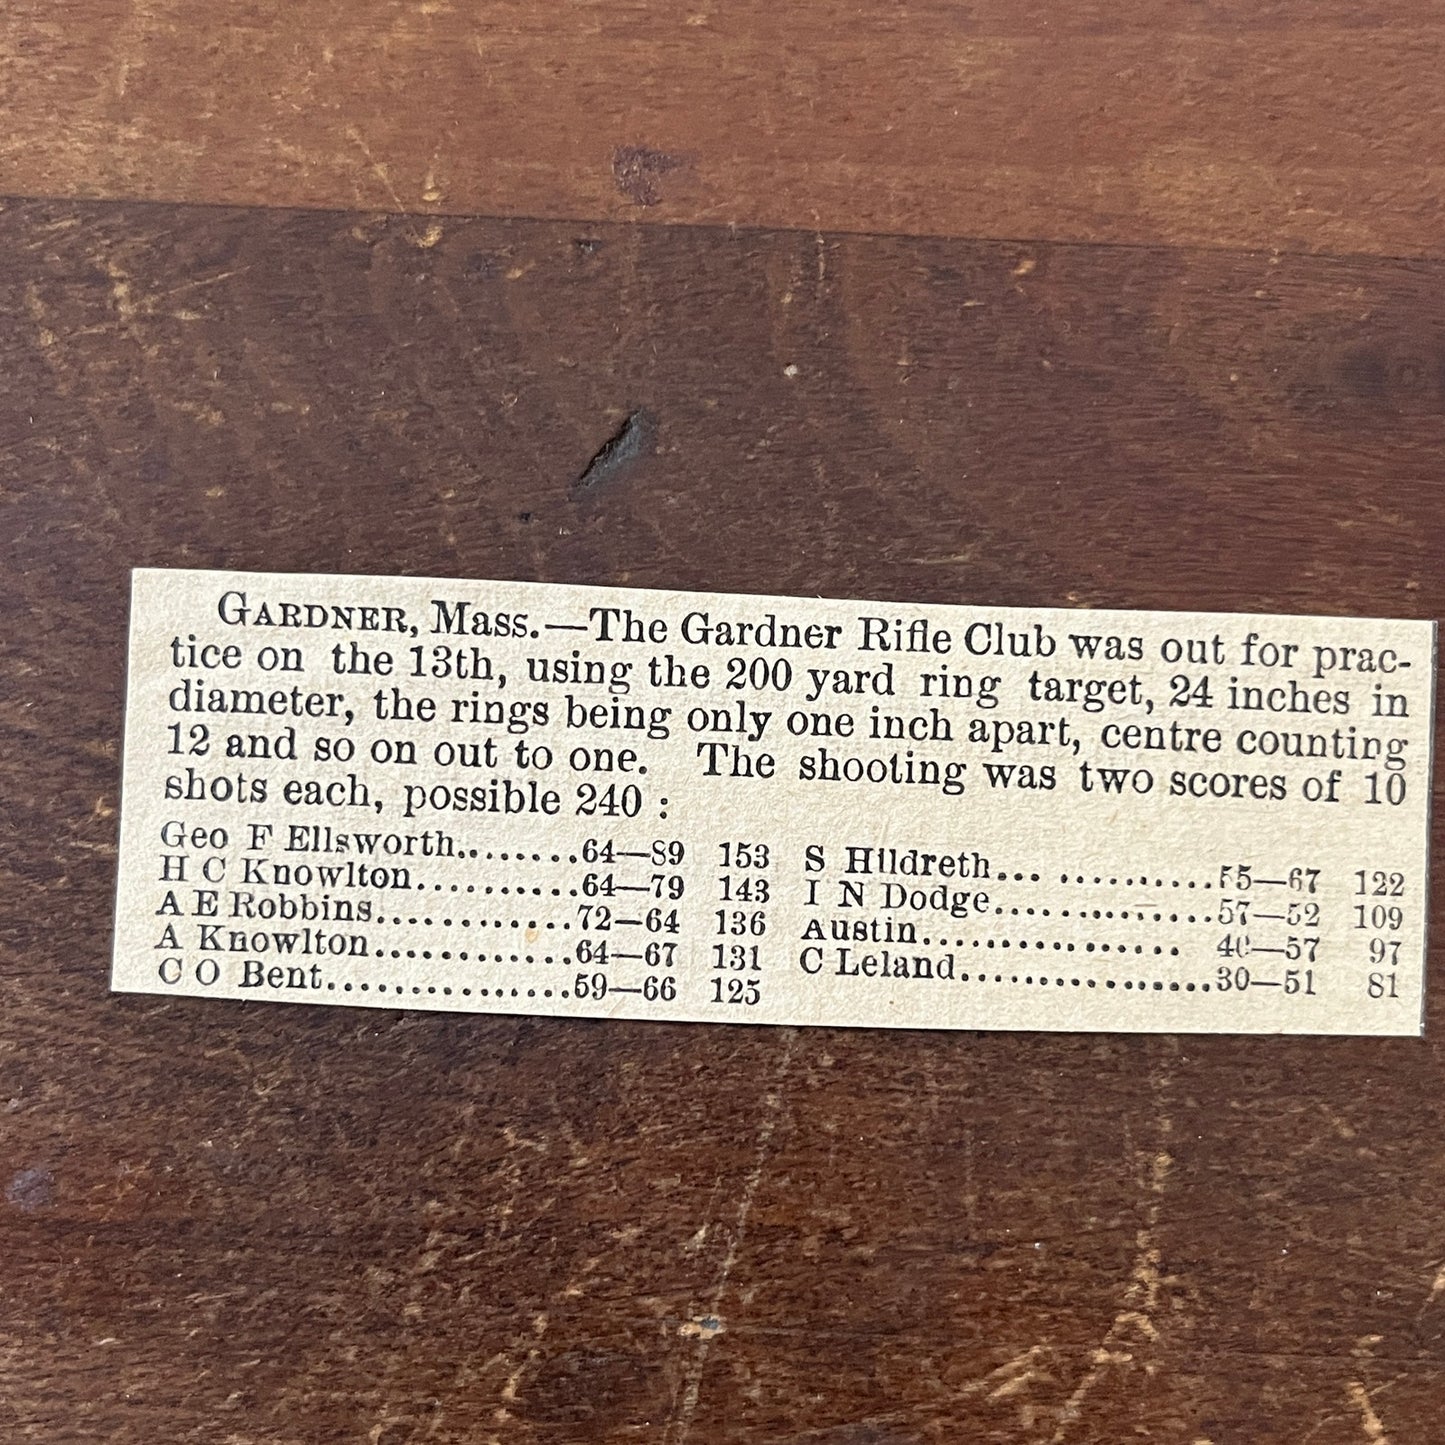 GARDNER, Mass.—The Gardner Rifle Club was out for prac-
tice on the 13th, using the 200 yard ring target, 24 inches in
diameter, the rings being only one inch apart, centre counting
12 and so on out to one. The shooting was two scores of 10
shots each, possible 240 :
Geo F Ellsworth........64—89 153
H C Knowlton..........64—79 143
A E Robbins............72—64 136
A Knowlton............64—67 131
C O Bent...............59—66 125
S Hildreth... ..........55—67 122
I N Dodge..............57—52 109
Austin................ 40—57 97
C Leland................30—51 81